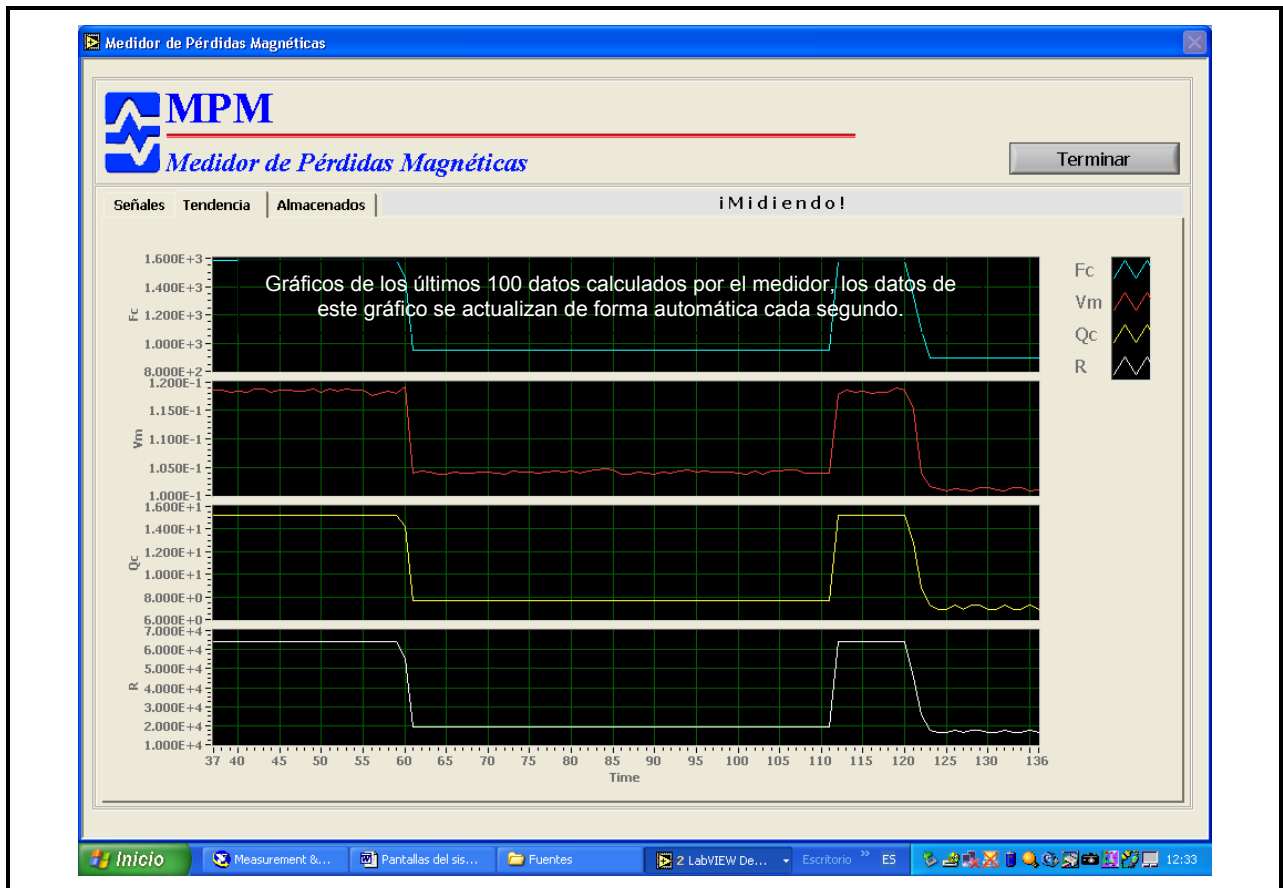 Medidor de Pérdidas Magnéticas
MPM
Medidor de Pérdidas Magnéticas
Terminar
Señales Tendencia Almacenados
¡Midiendo!
Gráficos de los últimos 100 datos calculados por el medidor, los datos de
este gráfico se actualizan de forma automática cada segundo.
1.600E+3
1.400E+3
1.200E+3
1.000E+3
8.000E+2
Fc
1.200E-1
1.150E-1
1.100E-1
1.050E-1
1.000E-1
Vm
1.600E+1
1.400E+1
1.200E+1
1.000E+1
8.000E+0
6.000E+0
Qc
7.000E+4
6.000E+4
5.000E+4
4.000E+4
3.000E+4
2.000E+4
1.000E+4
R
37 40 45 50 55 60 65 70 75 80 85 90 95 100 105 110 115 120 125 130 136
Time
Fc
Vm
Qc
R
Inicio Measurement &... Pantallas del sis... Fuentes 2 LabVIEW De... Escritorio » ES 12:33